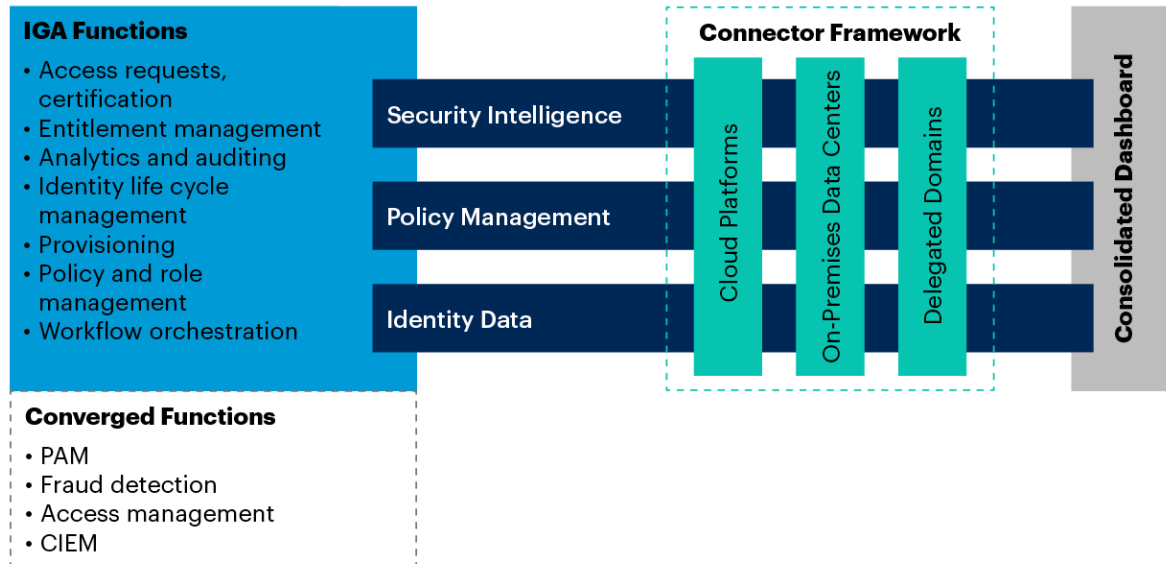 IGA Functions
• Access requests,
certification
• Entitlement management
• Analytics and auditing
• Identity life cycle
management
• Provisioning
• Policy and role
management
• Workflow orchestration
Converged Functions
• PAM
• Fraud detection
• Access management
• CIEM
Security Intelligence
Policy Management
Identity Data
Connector Framework
Cloud Platforms
On-Premises Data Centers
Delegated Domains
Consolidated Dashboard